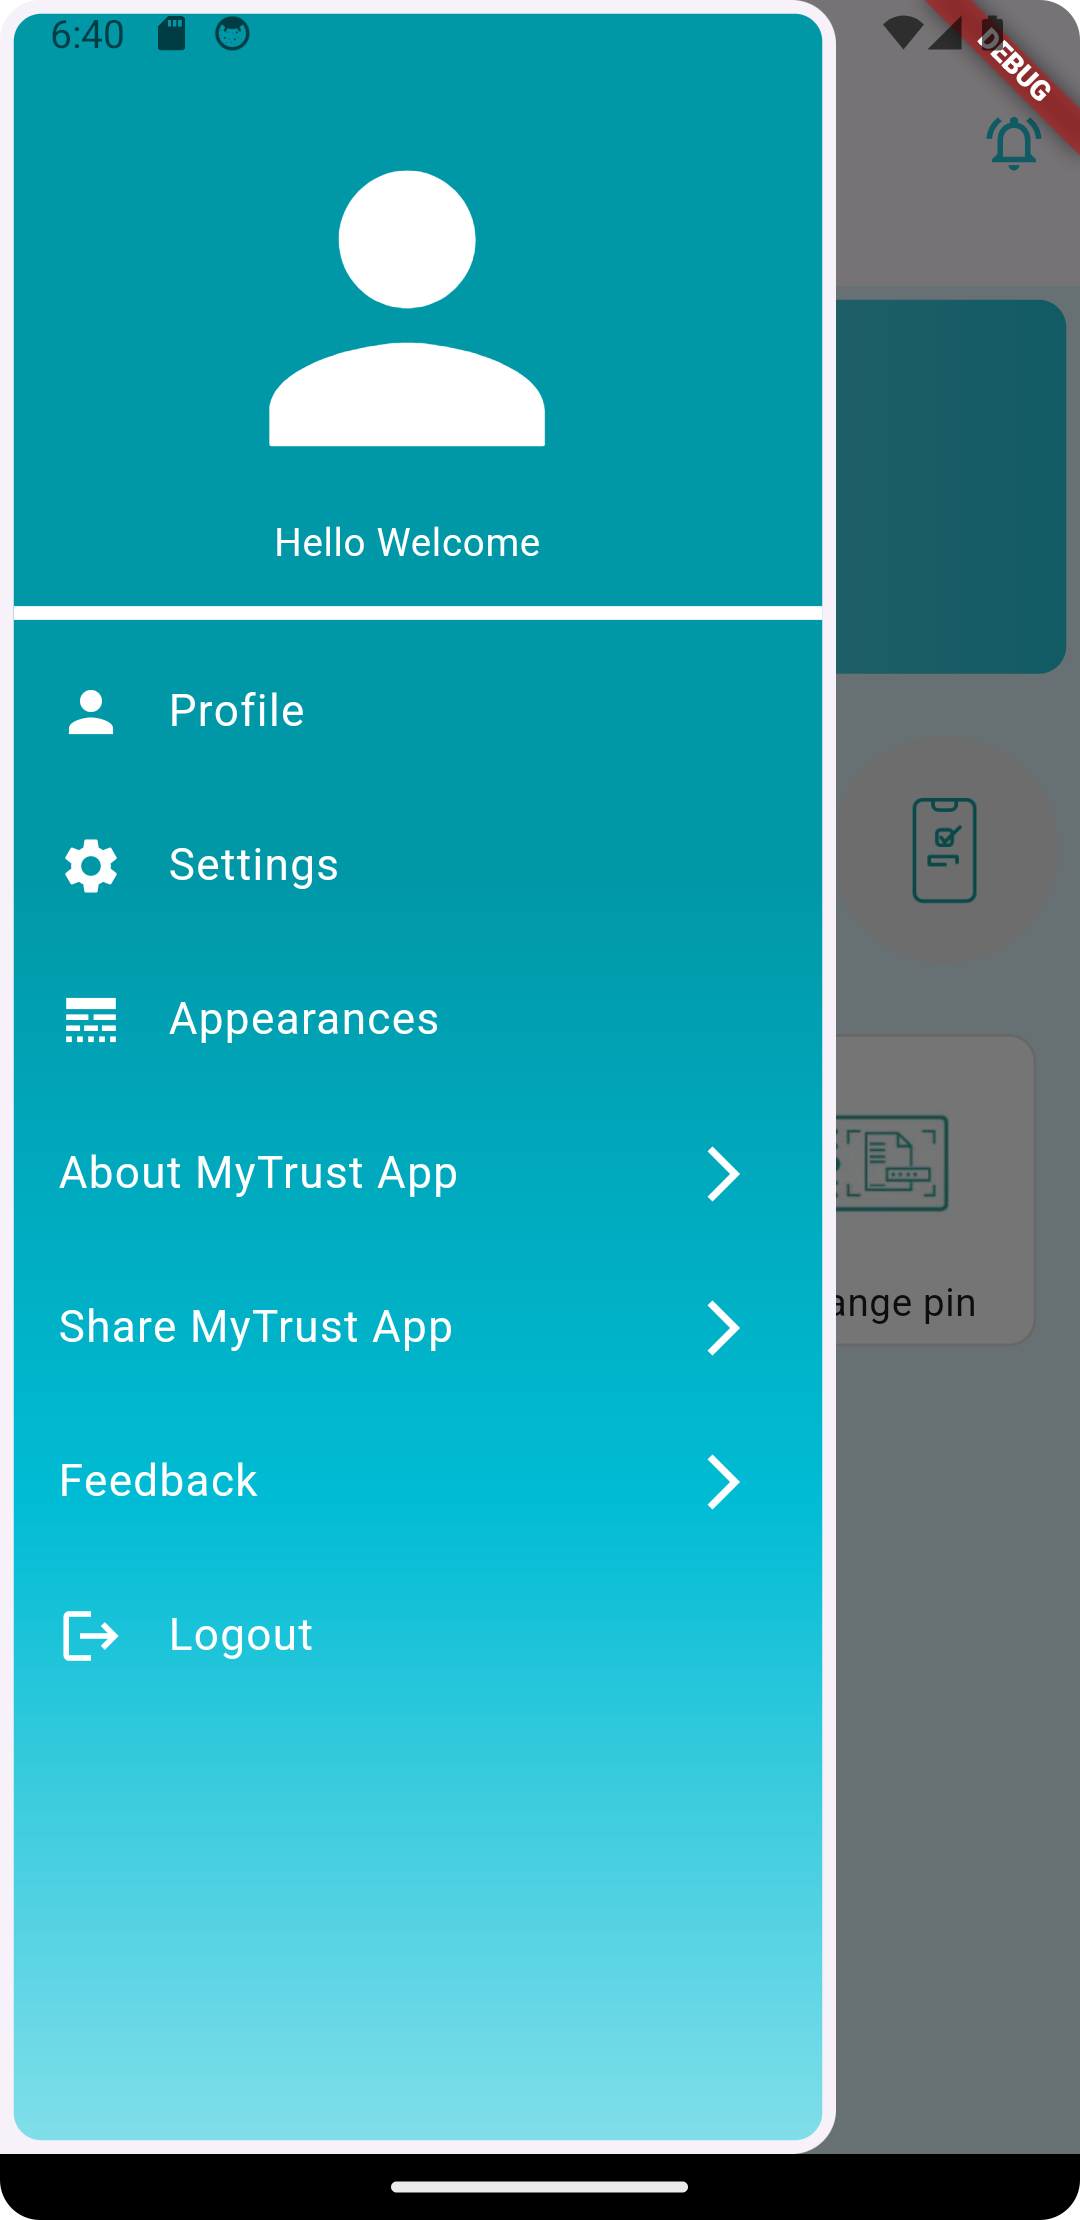 6:40
DEBUG
Hello Welcome
Profile
Settings
Appearances
About MyTrust App
Share MyTrust App
ange pin
Feedback
Logout